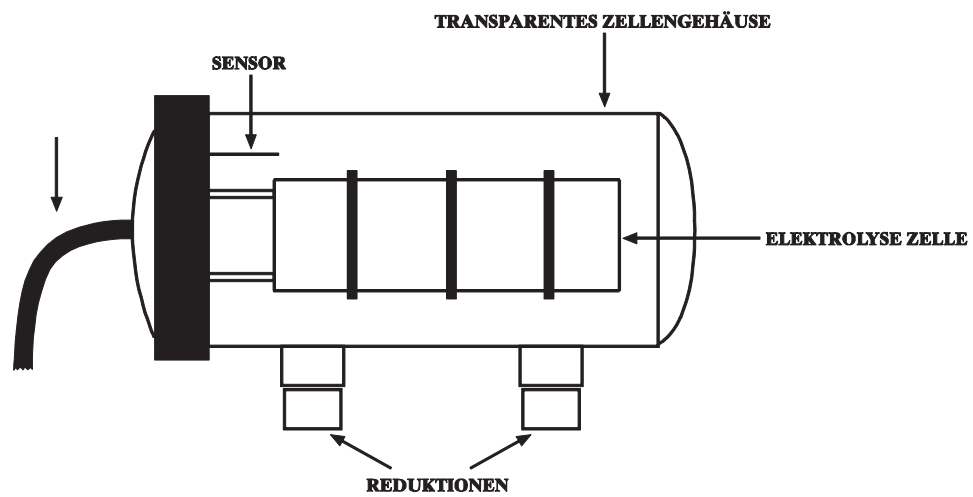 TRANSPARENTES ZELLENGEHÄUSE
SENSOR
ELEKTROLYSE ZELLE
REDUKTIONEN